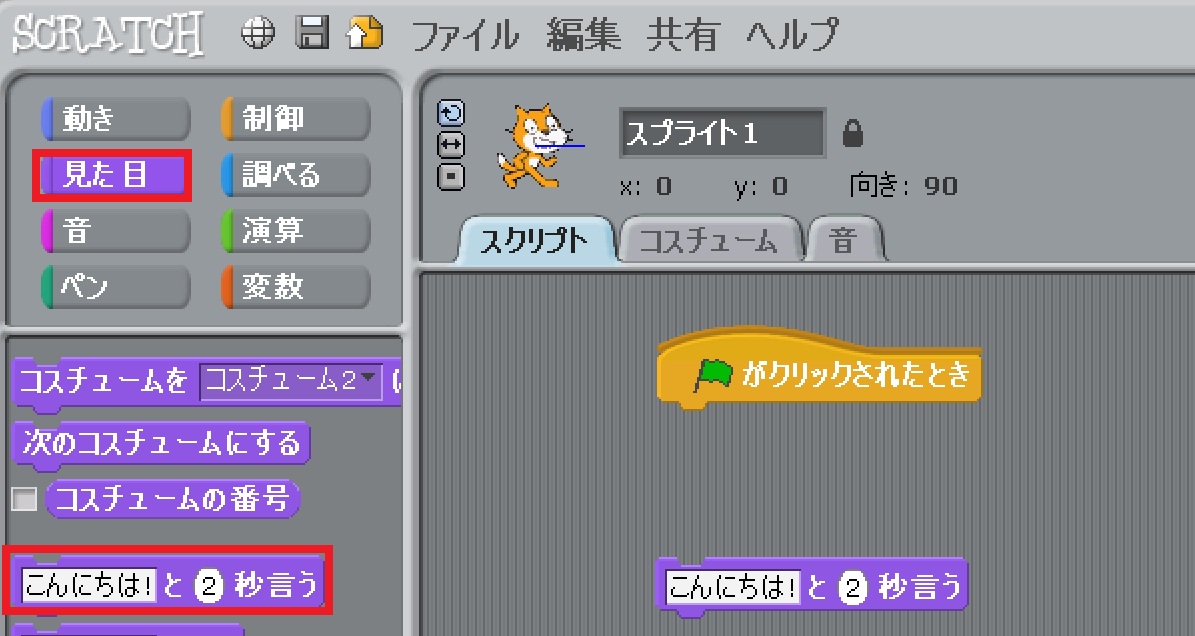 SCRATCH ファイル 編集 共有 ヘルプ
動き 制御
見た目 調べる
音 演算
ペン 変数
スプライト1
x: 0 y: 0 向き: 90
スクリプト コスチューム 音
コスチュームを コスチューム2
次のコスチュームにする
コスチュームの番号
こんにちは! と 2 秒言う
がクリックされたとき
こんにちは! と 2 秒言う